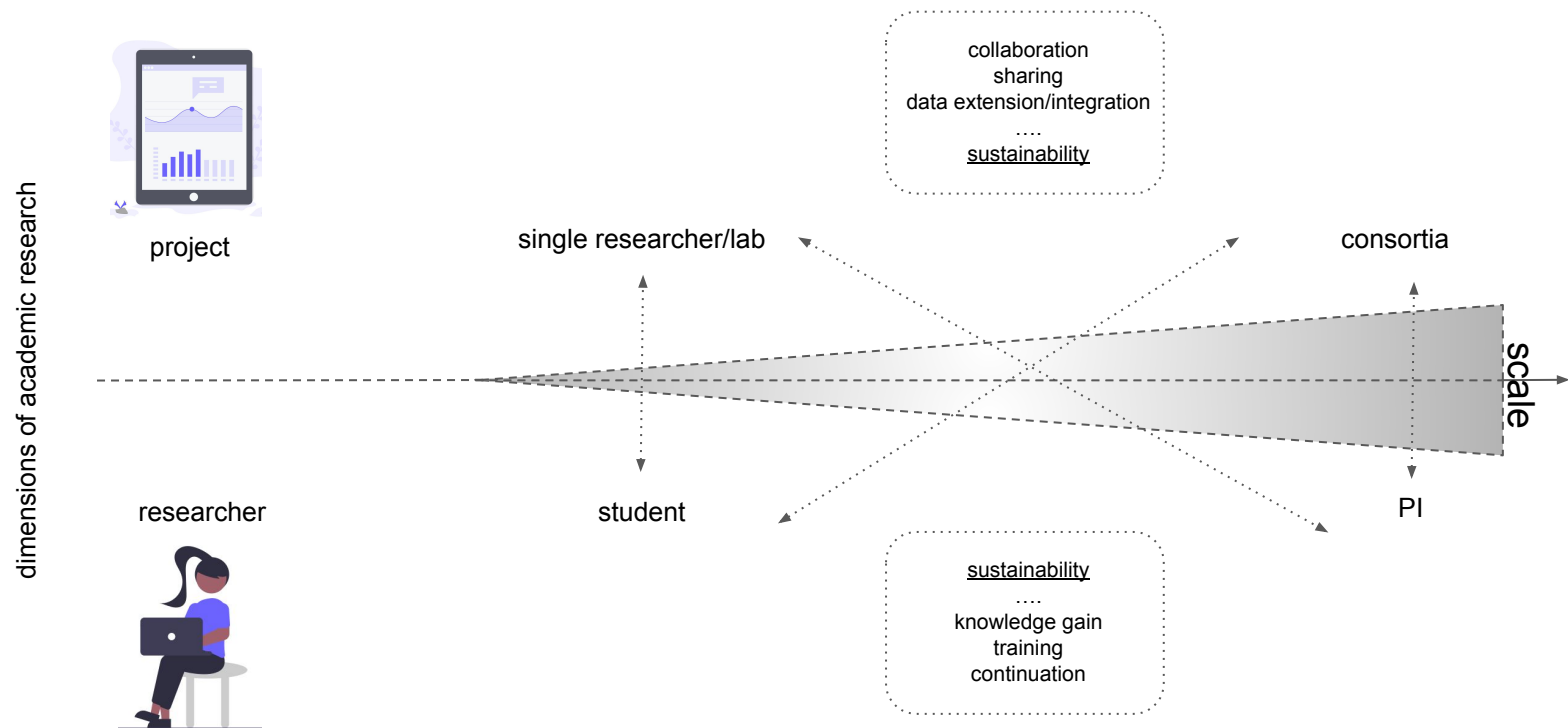 collaboration
sharing
data extension/integration
....
sustainability
dimensions of academic research
project
single researcher/lab
consortia
scale
researcher
student
PI
sustainability
....
knowledge gain
training
continuation